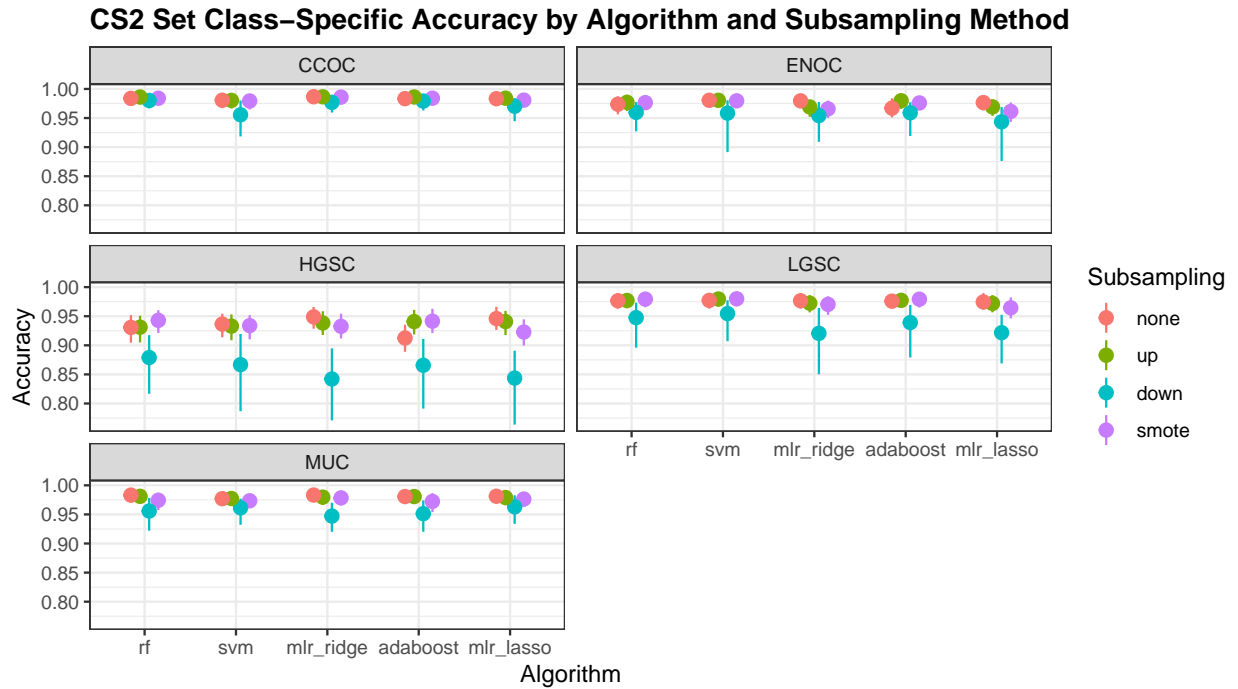 CS2 Set Class−Specific Accuracy by Algorithm and Subsampling Method
CCOC
ENOC
1.00
0.95
0.90
0.85
0.80
HGSC
LGSC
1.00
0.95
0.90
0.85
0.80
rf svm mlr_ridge adaboost mlr_lasso
MUC
1.00
0.95
0.90
0.85
0.80
rf svm mlr_ridge adaboost mlr_lasso
Accuracy
Algorithm
Subsampling
none
up
down
smote